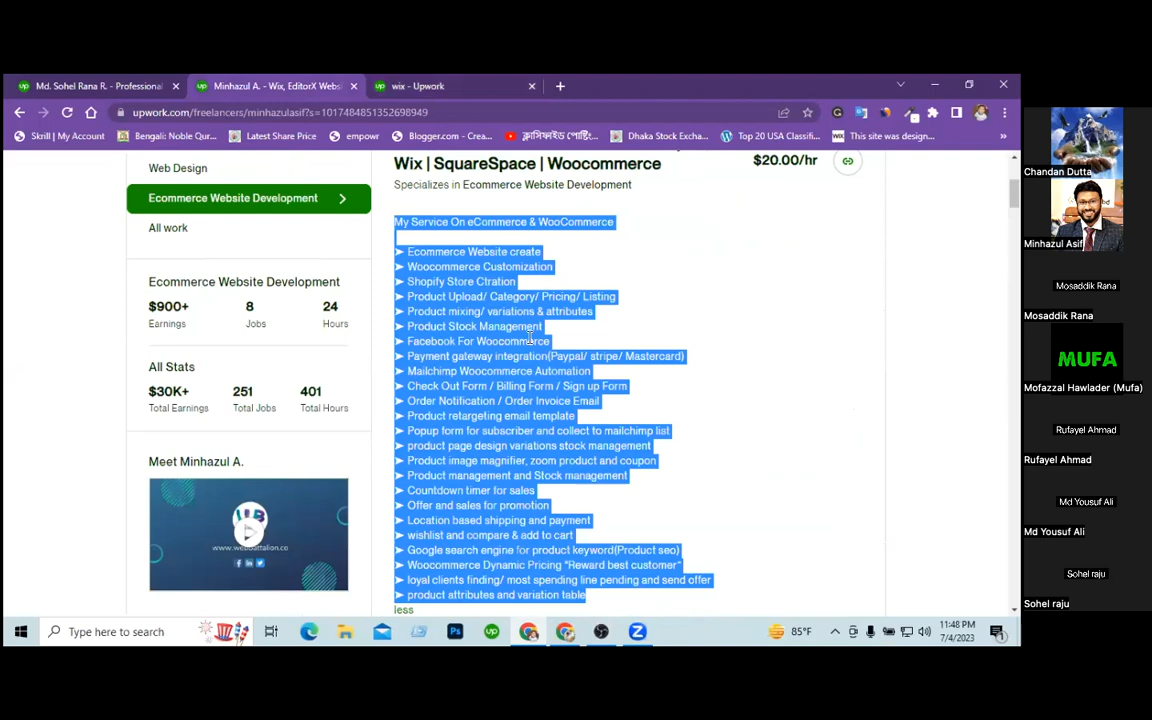 Md. Sohel Rana R. - Professional
Minhazul A. - Wix, EditorX Webs
wix - Upwork
upwork.com/freelancers/minhazulasif?s=1017484851352698949
Skrill | My Account
Bengali: Noble Qur...
Latest Share Price
empowr
Blogger.com - Crea...
ক্লাসিফাইড পোস্টিং...
Dhaka Stock Excha...
Top 20 USA Classifi...
WIX
This site was design...
»
Web Design
Ecommerce Website Development
All work
Ecommerce Website Development
$900+
8
24
Earnings
Jobs
Hours
All Stats
$30K+
251
401
Total Earnings
Total Jobs
Total Hours
Meet Minhazul A.
www.webbattalion.co
Wix | SquareSpace | Woocommerce
$20.00/hr
Specializes in Ecommerce Website Development
My Service On eCommerce & WooCommerce
➤ Ecommerce Website create
➤ Woocommerce Customization
➤ Shopify Store Ctration
➤ Product Upload/ Category/ Pricing/ Listing
➤ Product mixing/ variations & attributes
➤ Product Stock Management
➤ Facebook For Woocommerce
➤ Payment gateway integration(Paypal/ stripe/ Mastercard)
➤ Mailchimp Woocommerce Automation
➤ Check Out Form / Billing Form / Sign up Form
➤ Order Notification / Order Invoice Email
➤ Product retargeting email template
➤ Popup form for subscriber and collect to mailchimp list
➤ product page design variations stock management
➤ Product image magnifier, zoom product and coupon
➤ Product management and Stock management
➤ Countdown timer for sales
➤ Offer and sales for promotion
➤ Location based shipping and payment
➤ wishlist and compare & add to cart
➤ Google search engine for product keyword(Product seo)
➤ Woocommerce Dynamic Pricing "Reward best customer"
➤ loyal clients finding/ most spending line pending and send offer
➤ product attributes and variation table
less
Type here to search
Ps
up
85°F
11:48 PM
7/4/2023
Chandan Dutta
Minhazul Asif
Mosaddik Rana
Mosaddik Rana
MUFA
Mofazzal Hawlader (Mufa)
Rufayel Ahmad
Rufayel Ahmad
Md Yousuf Ali
Md Yousuf Ali
Sohel raju
Sohel raju